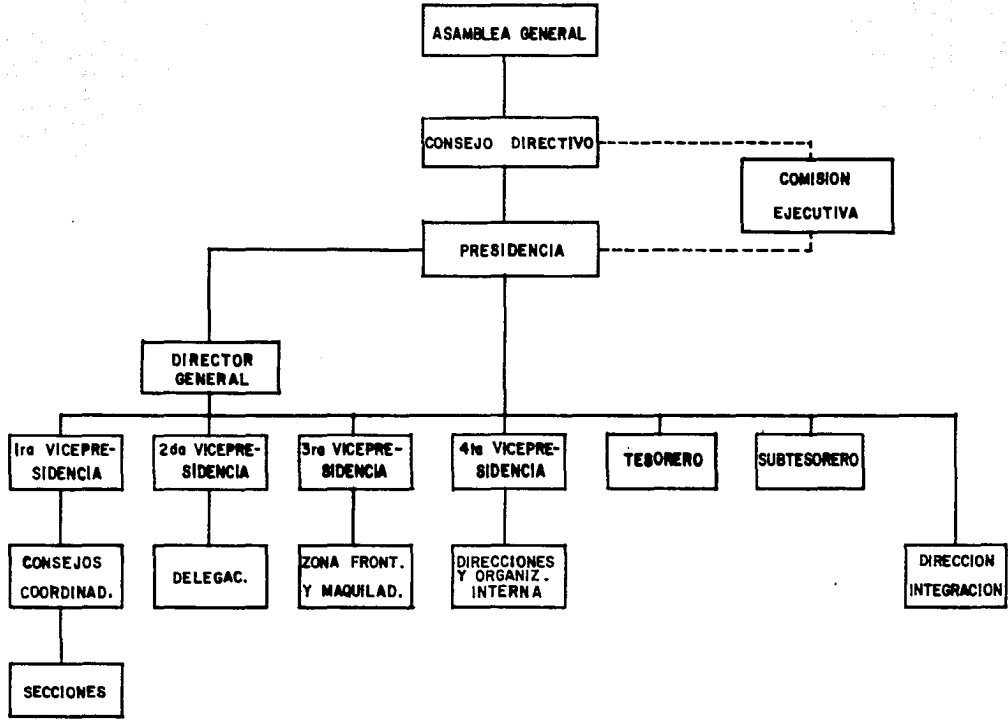 ASAMBLEA GENERAL
CONSEJO DIRECTIVO
COMISION
EJECUTIVA
PRESIDENCIA
DIRECTOR
GENERAL
1ra VICEPRE-
SIDENCIA
2da VICEPRE-
SIDENCIA
3ra VICEPRE-
SIDENCIA
4ta VICEPRE-
SIDENCIA
TESORERO
SUBTESORERO
CONSEJOS
COORDINAD.
DELEGAC.
ZONA FRONT.
Y MAQUILAD.
DIRECCIONES
Y ORGANIZ.
INTERNA
DIRECCION
INTEGRACION
SECCIONES